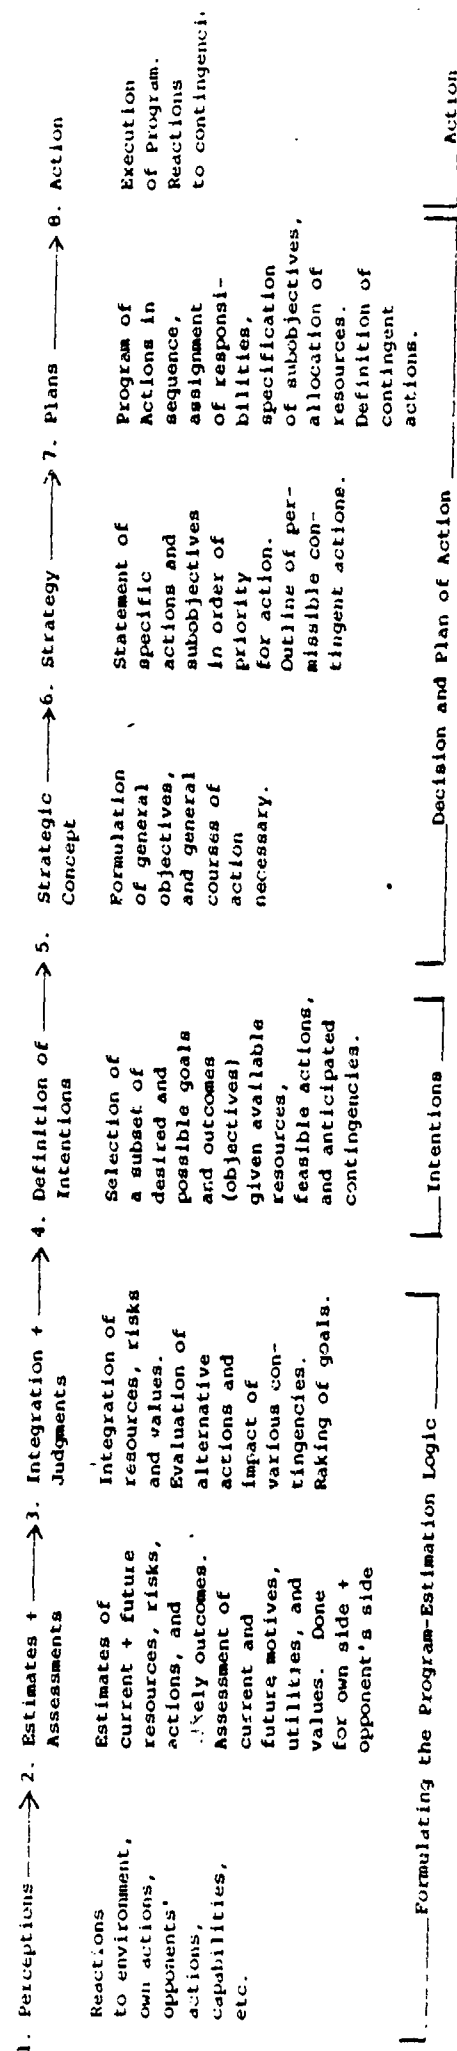 1. Perceptions → 2. Estimates + → 3. Integration + → 4. Definition of → 5. Strategic → 6. Strategy → 7. Plans → 8. Action
Assessments
Judgments
Intentions
Concept
Reactions
to environment,
own actions,
opponents'
actions,
capabilities,
etc.
Estimates of
current + future
resources, risks,
actions, and
likely outcomes.
Assessment of
current and
future motives,
utilities, and
values. Done
for own side +
opponent's side
Integration of
resources, risks
and values.
Evaluation of
alternative
actions and
impact of
various con-
tingencies.
Raking of goals.
Selection of
a subset of
desired and
possible goals
and outcomes
(objectives)
given available
resources,
feasible actions,
and anticipated
contingencies.
Formulation
of general
objectives,
and general
courses of
action
necessary.
Statement of
specific
actions and
subobjectives
in order of
priority
for action.
Outline of per-
missible con-
tingent actione.
Program of
Actions in
sequence,
assignment
of responsi-
bilities,
specification
of subobjectives,
allocation of
resources.
Definition of
contingent
actions.
Execution
of Program.
Reactions
to contingenci
Formulating the Program-Estimation Logic
Intentions
Decision and Plan of Action
Action